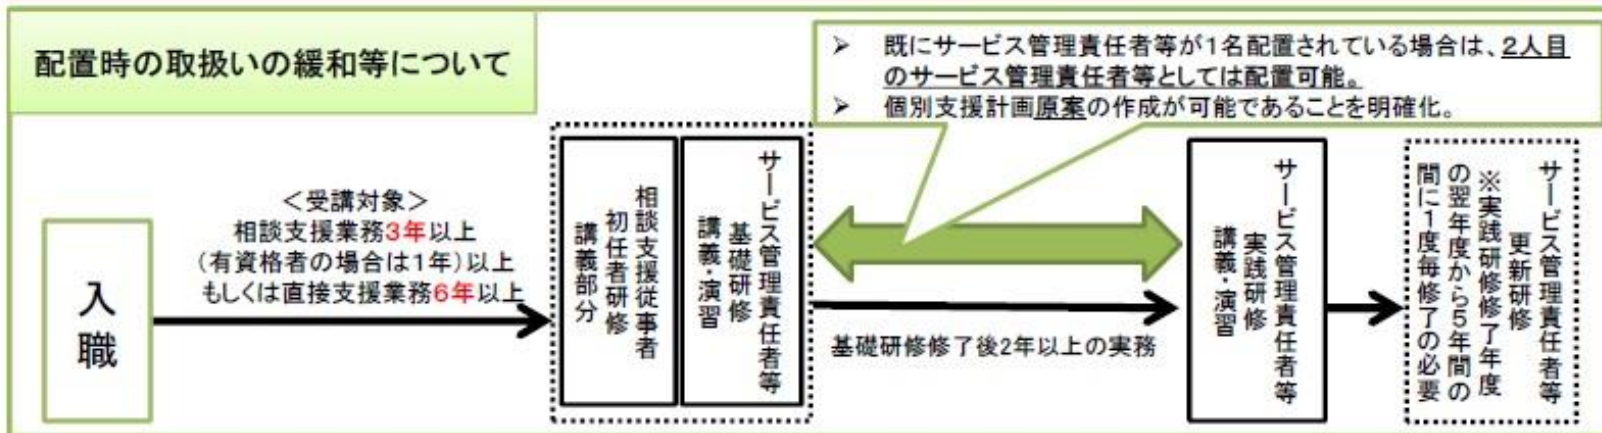 配置時の取扱いの緩和等について
➢ 既にサービス管理責任者等が1名配置されている場合は、2人目
のサービス管理責任者等としては配置可能。
➢ 個別支援計画原案の作成が可能であることを明確化。
入職
＜受講対象＞
相談支援業務3年以上
(有資格者の場合は1年)以上
もしくは直接支援業務6年以上
相談支援従事者
初任者研修
講義部分
サービス管理責任者等
基礎研修
講義・演習
基礎研修修了後2年以上の実務
サービス管理責任者等
実践研修
講義・演習
サービス管理責任者等
更新研修
※実践研修修了年度
の翌年度から5年間の
間に1度毎修了の必要